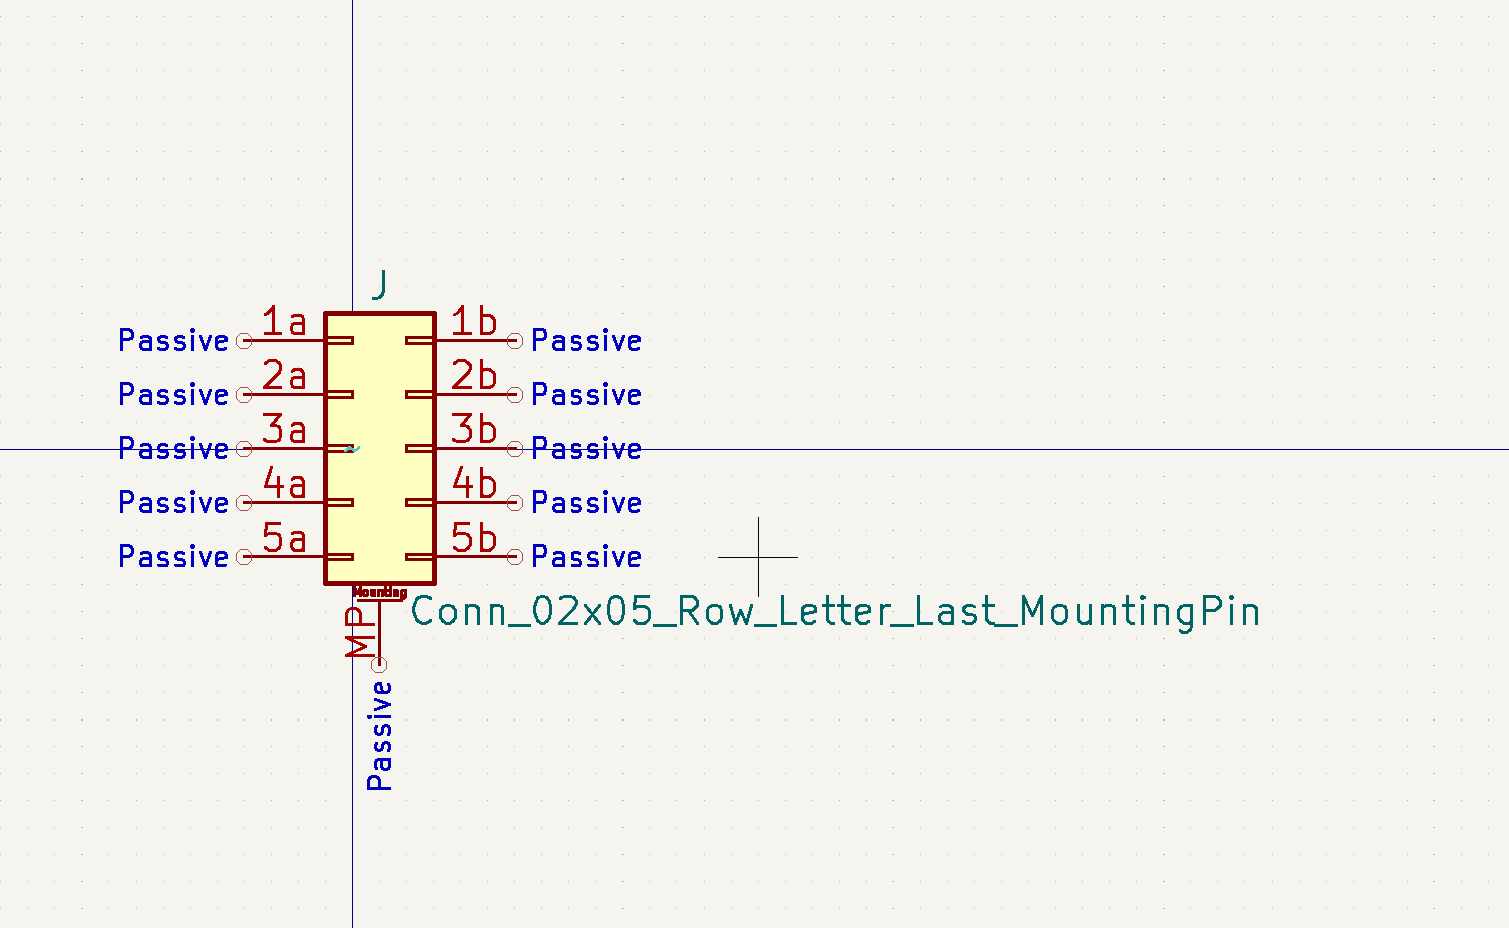 J
Passive 1a 1b Passive
Passive 2a 2b Passive
Passive 3a 3b Passive
~
Passive 4a 4b Passive
Passive 5a 5b Passive
Mounting
MP
Conn_02x05_Row_Letter_Last_MountingPin
Passive